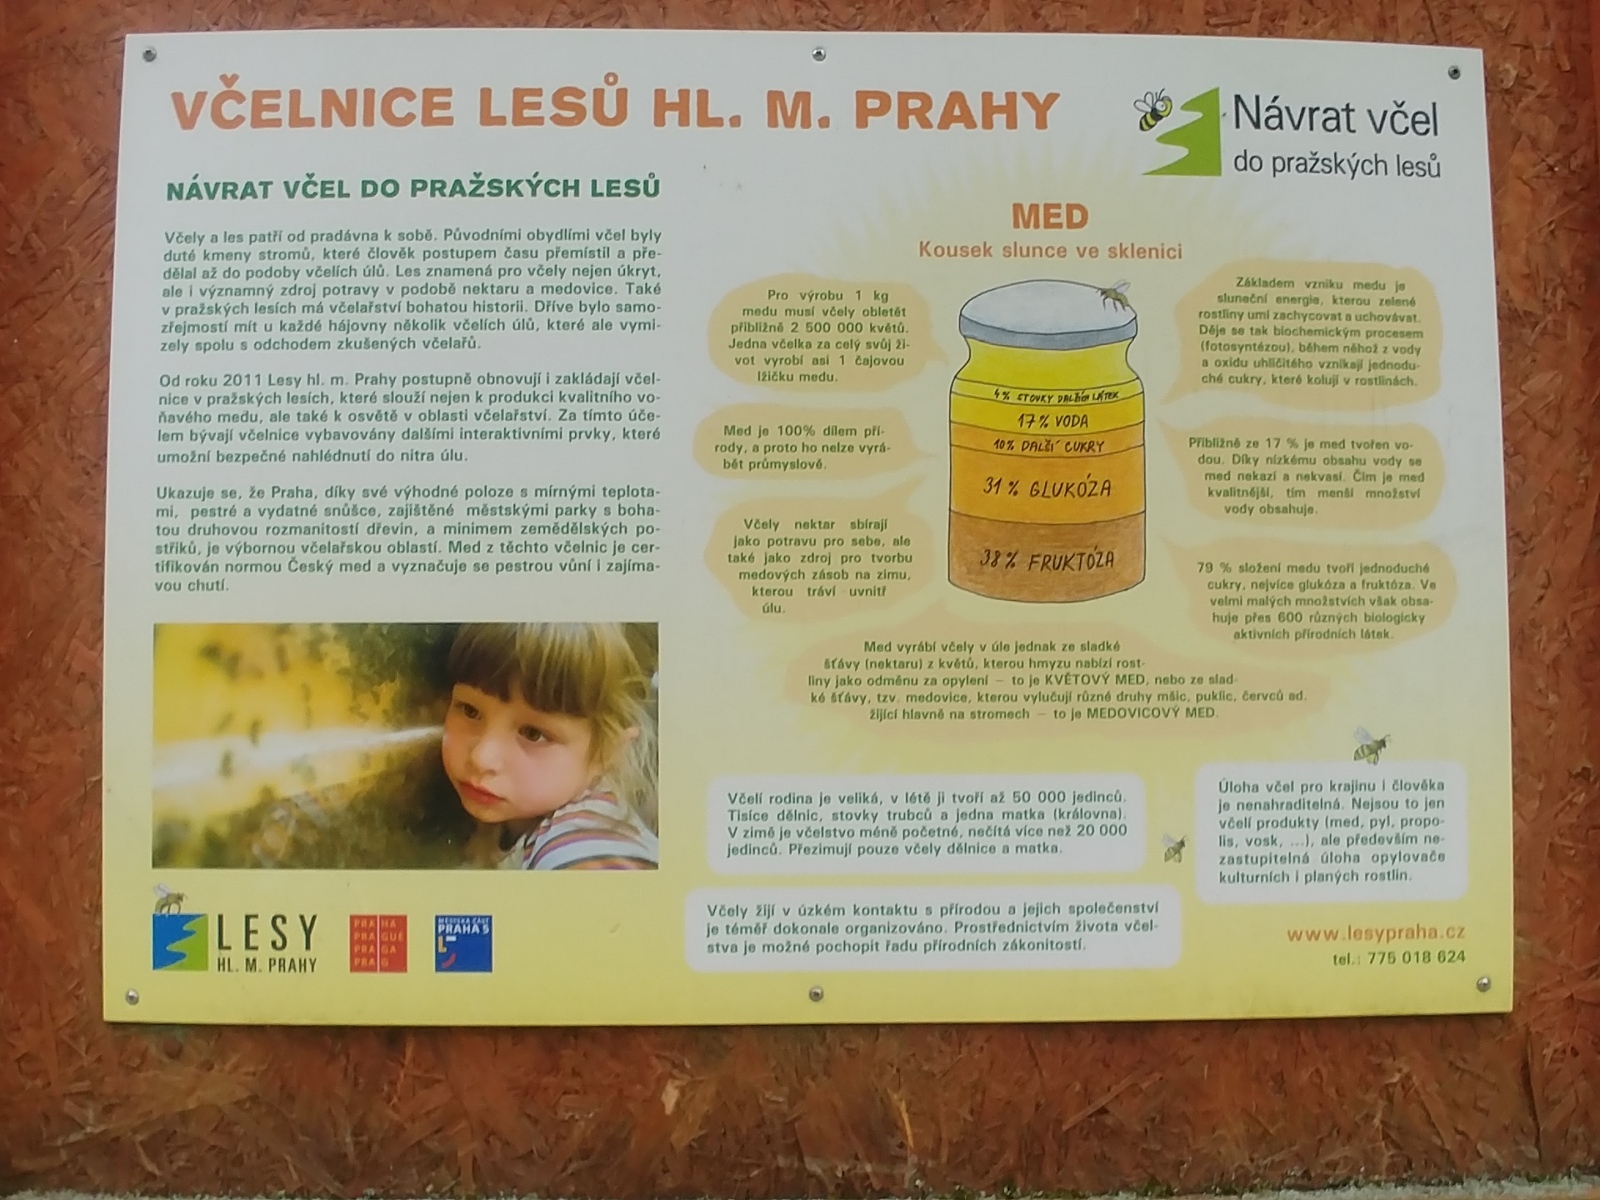 VČELNICE LESŮ HL. M. PRAHY
Návrat včel
do pražských lesů
NÁVRAT VČEL DO PRAŽSKÝCH LESŮ
Včely a les patří od pradávna k sobě. Původními obydlími včel byly
duté kmeny stromů, které člověk postupem času přemístil a pře-
dělal až do podoby včelích úlů. Les znamená pro včely nejen úkryt,
ale i významný zdroj potravy v podobě nektaru a medovice. Také
v pražských lesích má včelařství bohatou historii. Dříve bylo samo-
zřejmostí mít u každé hájovny několik včelích úlů, které ale vymi-
zely spolu s odchodem zkušených včelařů.
Od roku 2011 Lesy hl. m. Prahy postupně obnovují i zakládají včel-
nice v pražských lesích, které slouží nejen k produkci kvalitního vo-
ňavého medu, ale také k osvětě v oblasti včelařství. Za tímto úče-
lem bývají včelnice vybavovány dalšími interaktivními prvky, které
umožní bezpečné nahlédnutí do nitra úlu.
Ukazuje se, že Praha, díky své výhodné poloze s mírnými teplota-
mi, pestré a vydatné snůšce, zajištěné městskými parky s boha-
tou druhovou rozmanitostí dřevin, a minimem zemědělských po-
střiků, je výbornou včelařskou oblastí. Med z těchto včelnic je cer-
tifikován normou Český med a vyznačuje se pestrou vůní i zajíma-
vou chutí.
MED
Kousek slunce ve sklenici
Pro výrobu 1 kg
medu musí včely obletět
přibližně 2 500 000 květů.
Jedna včelka za celý svůj ži-
vot vyrobí asi 1 čajovou
lžičku medu.
Med je 100% dílem pří-
rody, a proto ho nelze vyrá-
bět průmyslově.
Včely nektar sbírají
jako potravu pro sebe, ale
také jako zdroj pro tvorbu
medových zásob na zimu,
kterou tráví uvnitř
úlu.
4% STOVKY DALŠÍCH LÁTEK
17% VODA
10% DALŠÍ CUKRY
31% GLUKÓZA
38% FRUKTÓZA
Základem vzniku medu je
sluneční energie, kterou zelené
rostliny umí zachycovat a uchovávat.
Děje se tak biochemickým procesem
(fotosyntézou), během něhož z vody
a oxidu uhličitého vznikají jednodu-
ché cukry, které kolují v rostlinách.
Přibližně ze 17 % je med tvořen vo-
dou. Díky nízkému obsahu vody se
med nekazí a nekvasí. Čím je med
kvalitnější, tím menší množství
vody obsahuje.
79 % složení medu tvoří jednoduché
cukry, nejvíce glukóza a fruktóza. Ve
velmi malých množstvích však obsa-
huje přes 600 různých biologicky
aktivních přírodních látek.
Med vyrábí včely v úle jednak ze sladké
šťávy (nektaru) z květů, kterou hmyzu nabízí rost-
liny jako odměnu za opylení – to je KVĚTOVÝ MED, nebo ze slad-
ké šťávy, tzv. medovice, kterou vylučují různé druhy mšic, puklic, červců ad.
žijící hlavně na stromech – to je MEDOVICOVÝ MED.
Včelí rodina je veliká, v létě ji tvoří až 50 000 jedinců.
Tisíce dělnic, stovky trubců a jedna matka (královna).
V zimě je včelstvo méně početné, nečítá více než 20 000
jedinců. Přezimují pouze včely dělnice a matka.
Úloha včel pro krajinu i člověka
je nenahraditelná. Nejsou to jen
včelí produkty (med, pyl, propo-
lis, vosk, ...), ale především ne-
zastupitelná úloha opylovače
kulturních i planých rostlin.
Včely žijí v úzkém kontaktu s přírodou a jejich společenství
je téměř dokonale organizováno. Prostřednictvím života včel-
stva je možné pochopit řadu přírodních zákonitostí.
LESY
HL. M. PRAHY
PRA HA
PRA GUE
PRA GA
PRA G
MĚSTSKÁ ČÁST
PRAHA 5
www.lesypraha.cz
tel.: 775 018 624